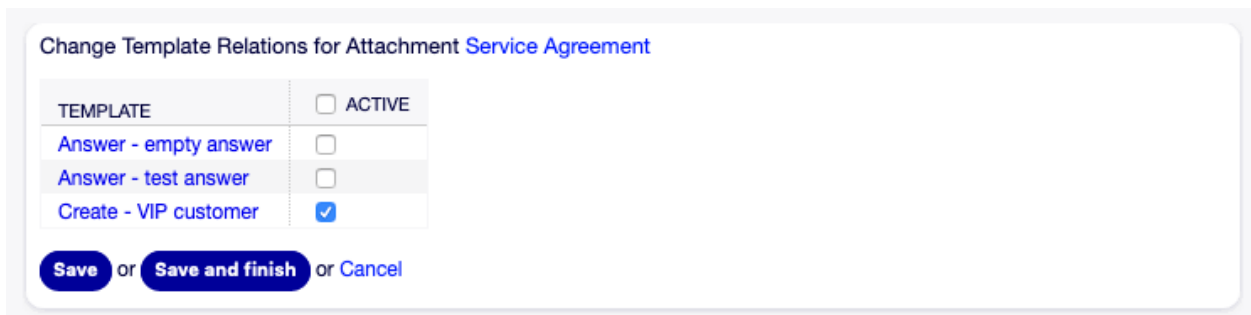 Change Template Relations for Attachment Service Agreement
TEMPLATE ACTIVE
Answer - empty answer
Answer - test answer
Create - VIP customer
Save or Save and finish or Cancel